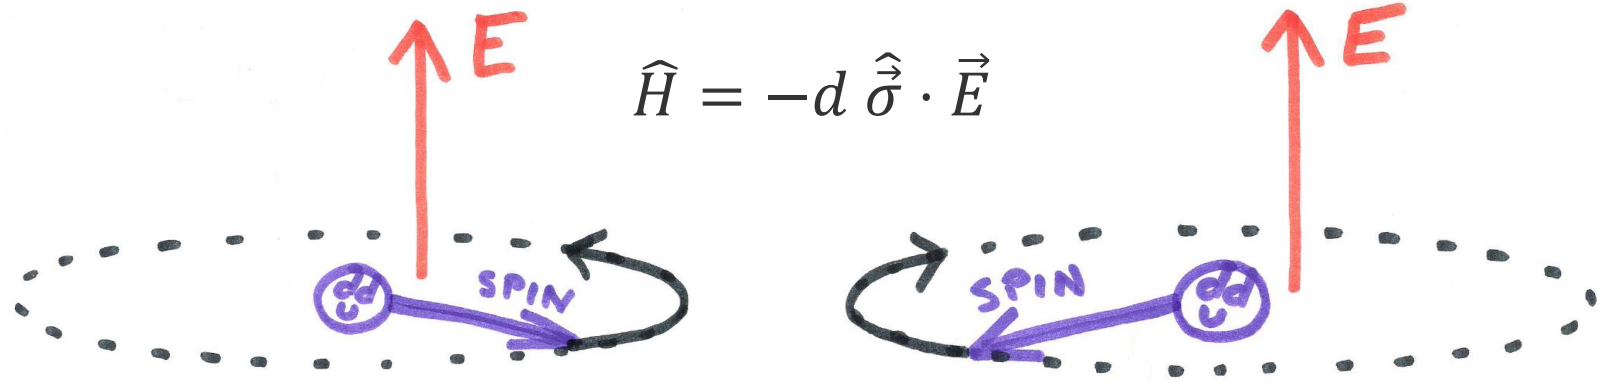 E
E
Ĥ = −d σ̂⃗ · E⃗
SPIN
SPIN
dd
u
dd
u